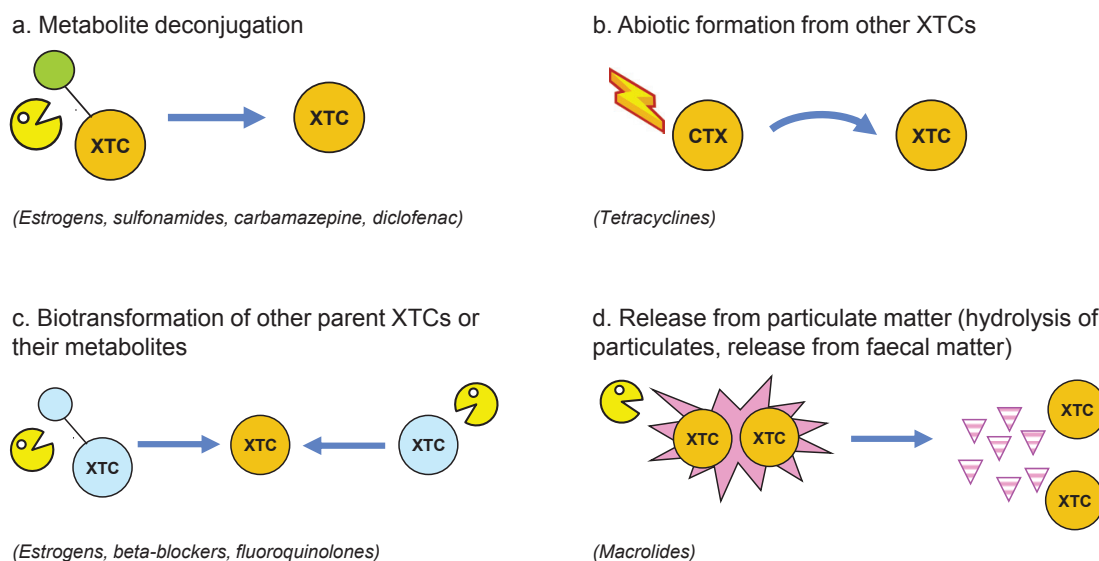 a. Metabolite deconjugation
XTC
XTC
(Estrogens, sulfonamides, carbamazepine, diclofenac)
b. Abiotic formation from other XTCs
CTX
XTC
(Tetracyclines)
c. Biotransformation of other parent XTCs or
their metabolites
XTC
XTC
XTC
(Estrogens, beta-blockers, fluoroquinolones)
d. Release from particulate matter (hydrolysis of
particulates, release from faecal matter)
XTC
XTC
XTC
XTC
(Macrolides)